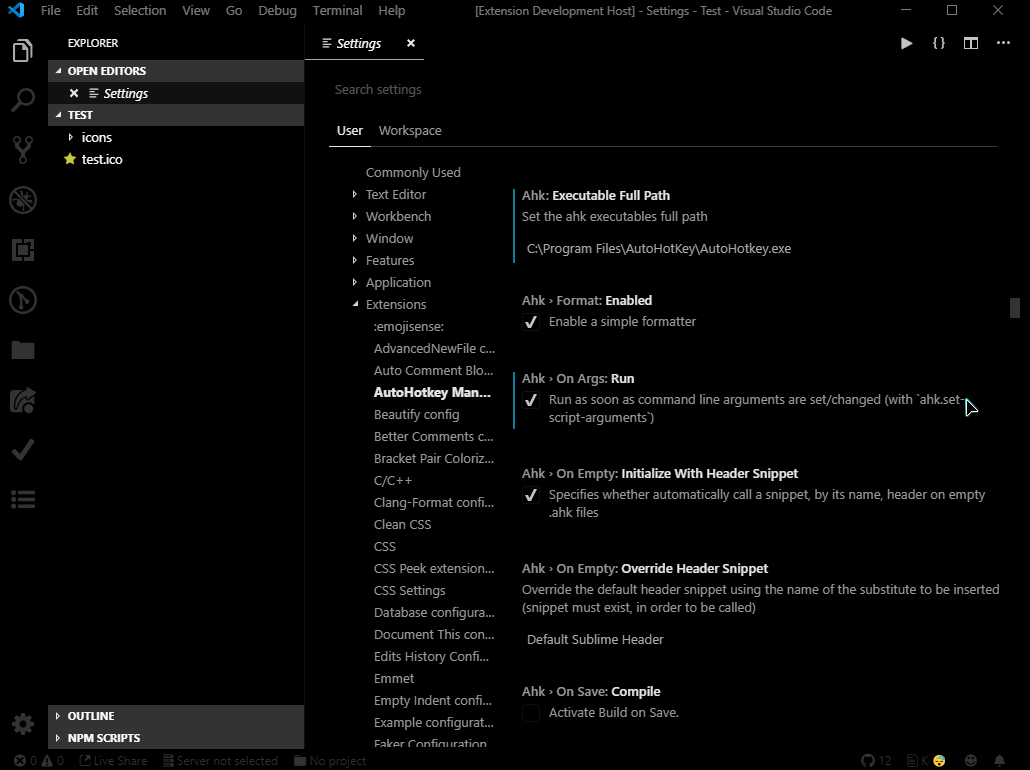 File Edit Selection View Go Debug Terminal Help [Extension Development Host] - Settings - Test - Visual Studio Code
EXPLORER
OPEN EDITORS
Settings
TEST
icons
test.ico
OUTLINE
NPM SCRIPTS
Settings
Search settings
User Workspace
Commonly Used
Text Editor
Workbench
Window
Features
Application
Extensions
:emojisense:
AdvancedNewFile c...
Auto Comment Blo...
AutoHotkey Man...
Beautify config
Better Comments c...
Bracket Pair Coloriz...
C/C++
Clang-Format confi...
Clean CSS
CSS
CSS Peek extension...
CSS Settings
Database configura...
Document This con...
Edits History Confi...
Emmet
Empty Indent confi...
Example configurat...
Faker Configuration
Ahk: Executable Full Path
Set the ahk executables full path
C:\Program Files\AutoHotKey\AutoHotkey.exe
Ahk › Format: Enabled
Enable a simple formatter
Ahk › On Args: Run
Run as soon as command line arguments are set/changed (with `ahk.set-
script-arguments`)
Ahk › On Empty: Initialize With Header Snippet
Specifies whether automatically call a snippet, by its name, header on empty
.ahk files
Ahk › On Empty: Override Header Snippet
Override the default header snippet using the name of the substitute to be inserted
(snippet must exist, in order to be called)
Default Sublime Header
Ahk › On Save: Compile
Activate Build on Save.
0 0 Live Share Server not selected No project 12 K